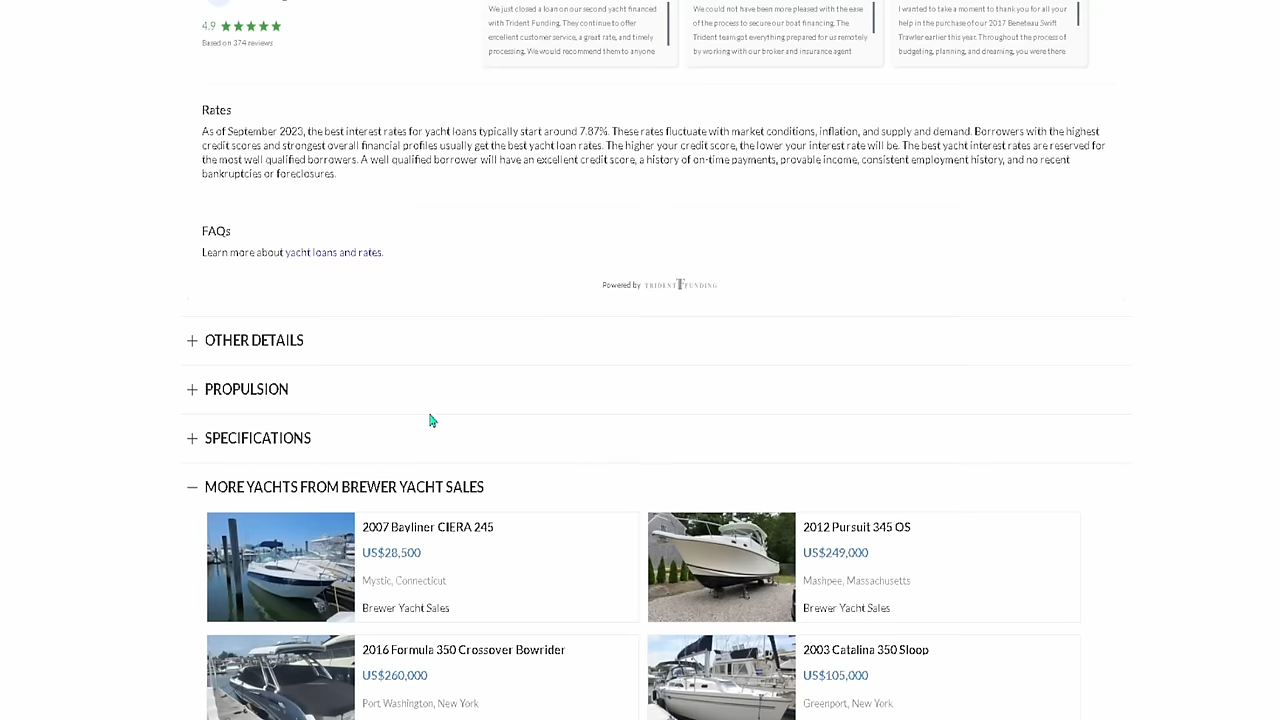 4.9
Based on 374 reviews
We just closed a loan on our second yacht financed
with Trident Funding. They continue to offer
excellent customer service, a great rate, and timely
processing. We would recommend them to anyone.
We could not have been more pleased with the ease
of the process to secure our boat financing. The
Trident team got everything prepared for us remotely
by working with our broker and insurance agent
I wanted to take a moment to thank you for all your
help in the purchase of our 2017 Beneteau Swift
Trawler earlier this year. Throughout the process of
budgeting, planning, and dreaming, you were there
Rates
As of September 2023, the best interest rates for yacht loans typically start around 7.87%. These rates fluctuate with market conditions, inflation, and supply and demand. Borrowers with the highest
credit scores and strongest overall financial profiles usually get the best yacht loan rates. The higher your credit score, the lower your interest rate will be. The best yacht interest rates are reserved for
the most well qualified borrowers. A well qualified borrower will have an excellent credit score, a history of on-time payments, provable income, consistent employment history, and no recent
bankruptcies or foreclosures.
FAQs
Learn more about yacht loans and rates.
Powered by TRIDENT FUNDING
+ OTHER DETAILS
+ PROPULSION
+ SPECIFICATIONS
− MORE YACHTS FROM BREWER YACHT SALES
2007 Bayliner CIERA 245
US$28,500
Mystic, Connecticut
Brewer Yacht Sales
2012 Pursuit 345 OS
US$249,000
Mashpee, Massachusetts
Brewer Yacht Sales
2016 Formula 350 Crossover Bowrider
US$260,000
Port Washington, New York
2003 Catalina 350 Sloop
US$105,000
Greenport, New York